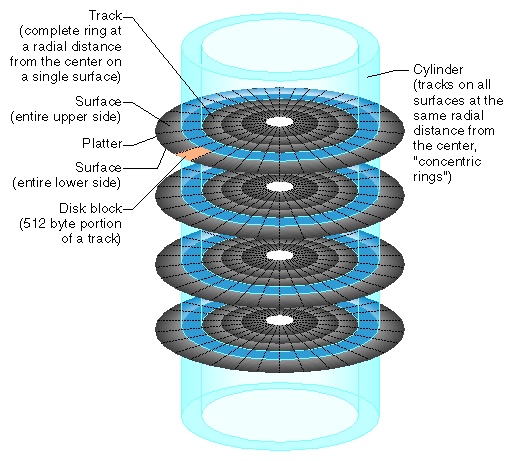 Track
(complete ring at
a radial distance
from the center on
a single surface)
Surface
(entire upper side)
Platter
Surface
(entire lower side)
Disk block
(512 byte portion
of a track)
Cylinder
(tracks on all
surfaces at the
same radial
distance from
the center,
"concentric
rings")